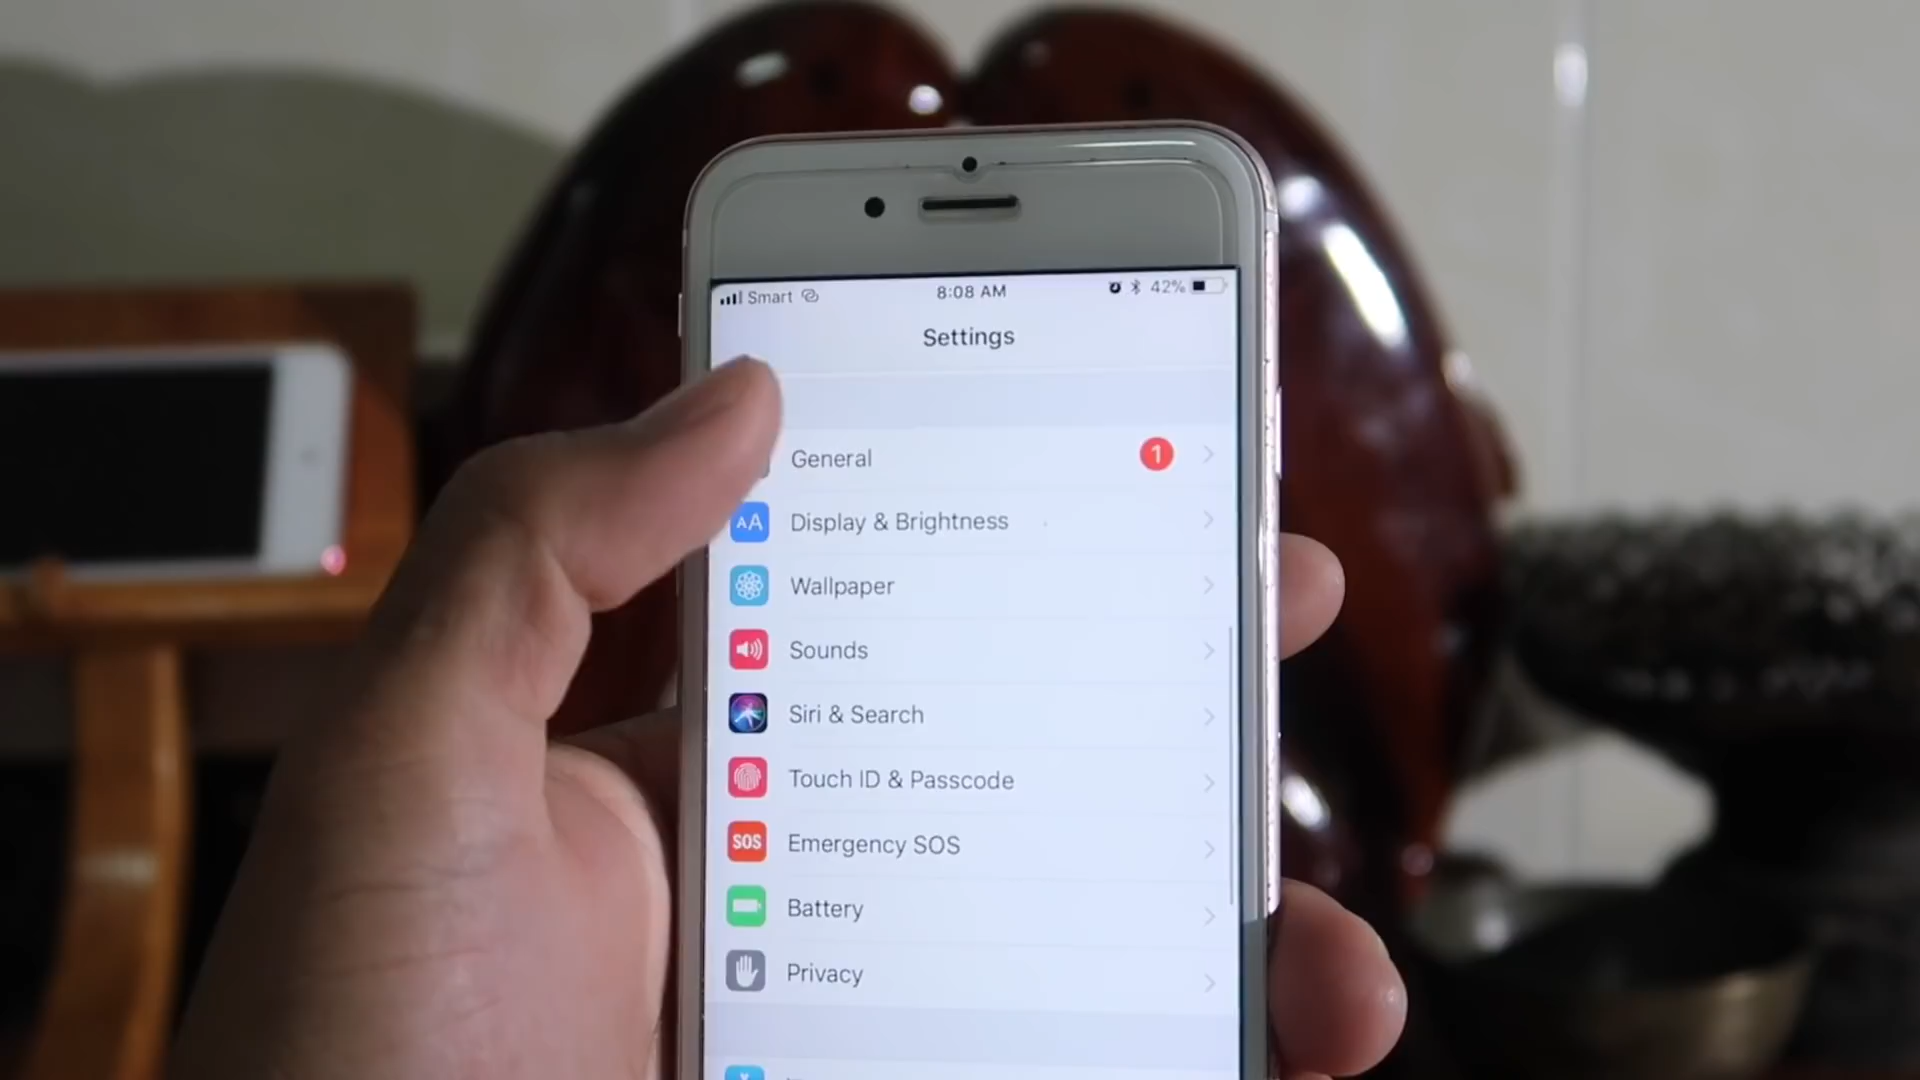 Smart 8:08 AM 42%
Settings
General 1
AA Display & Brightness
Wallpaper
Sounds
Siri & Search
Touch ID & Passcode
SOS Emergency SOS
Battery
Privacy